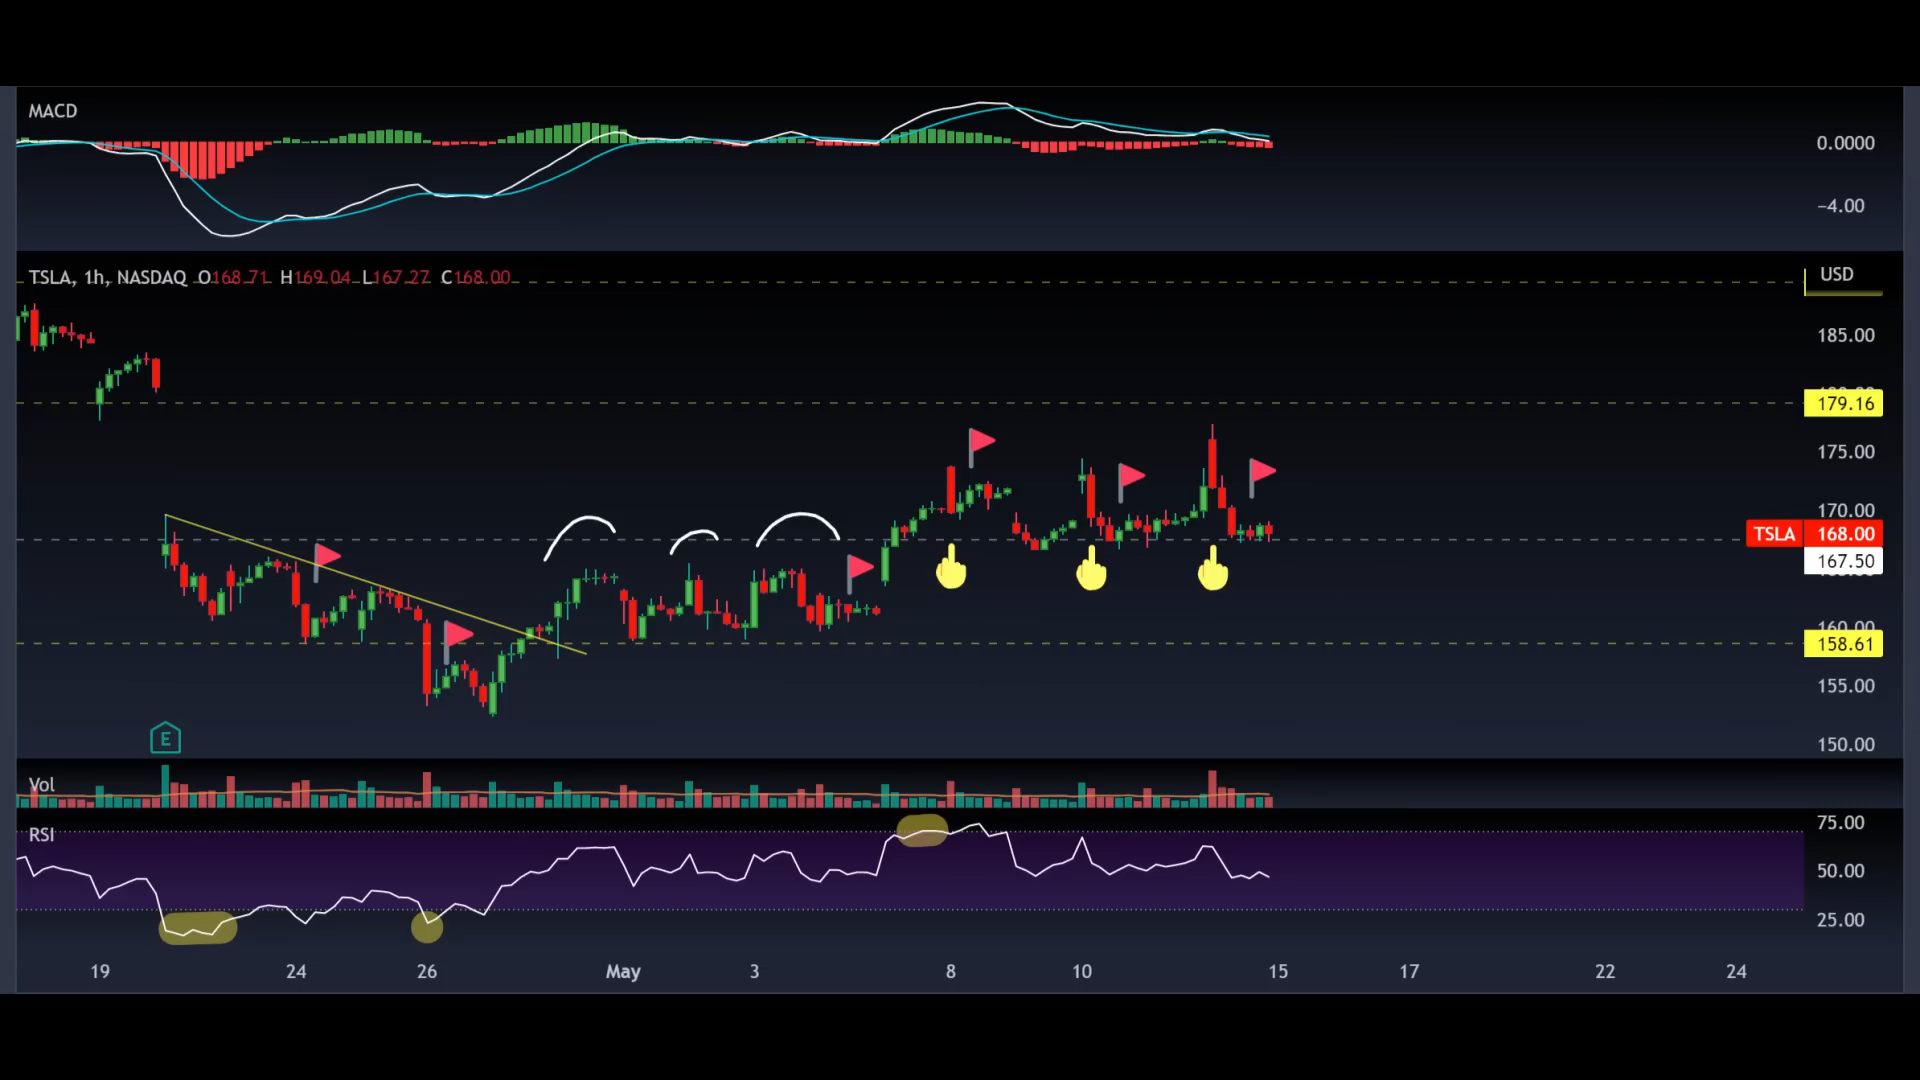 MACD
0.0000
−4.00
TSLA, 1h, NASDAQ O168.71 H169.04 L167.27 C168.00
USD
185.00
179.16
175.00
170.00
TSLA 168.00
167.50
160.00
158.61
155.00
150.00
E
Vol
RSI
75.00
50.00
25.00
19 24 26 May 3 8 10 15 17 22 24